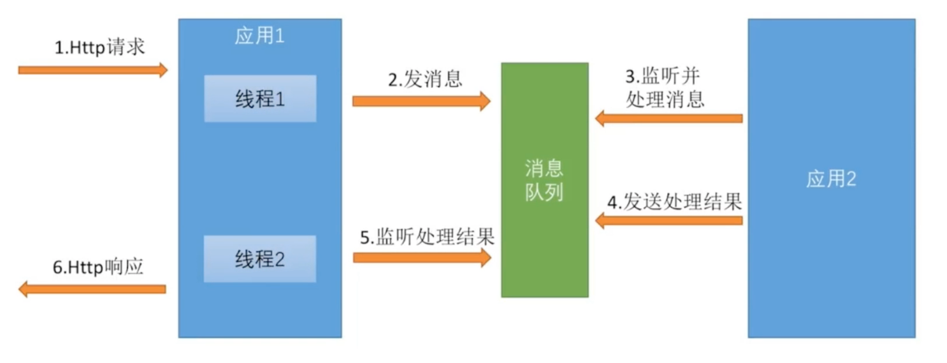 1.Http请求
应用1
线程1
2.发消息
3.监听并
处理消息
消息
队列
应用2
4.发送处理结果
5.监听处理结果
线程2
6.Http响应